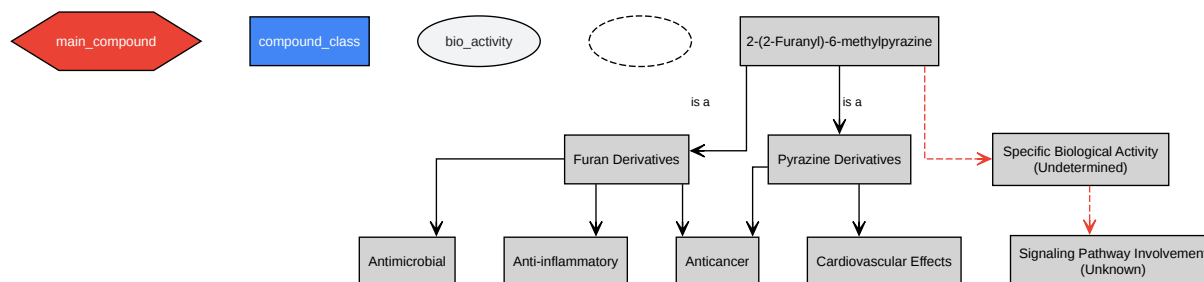 main_compound
compound_class
bio_activity
2-(2-Furanyl)-6-methylpyrazine
is a
is a
Furan Derivatives
Pyrazine Derivatives
Specific Biological Activity
(Undetermined)
Antimicrobial
Anti-inflammatory
Anticancer
Cardiovascular Effects
Signaling Pathway Involvement
(Unknown)